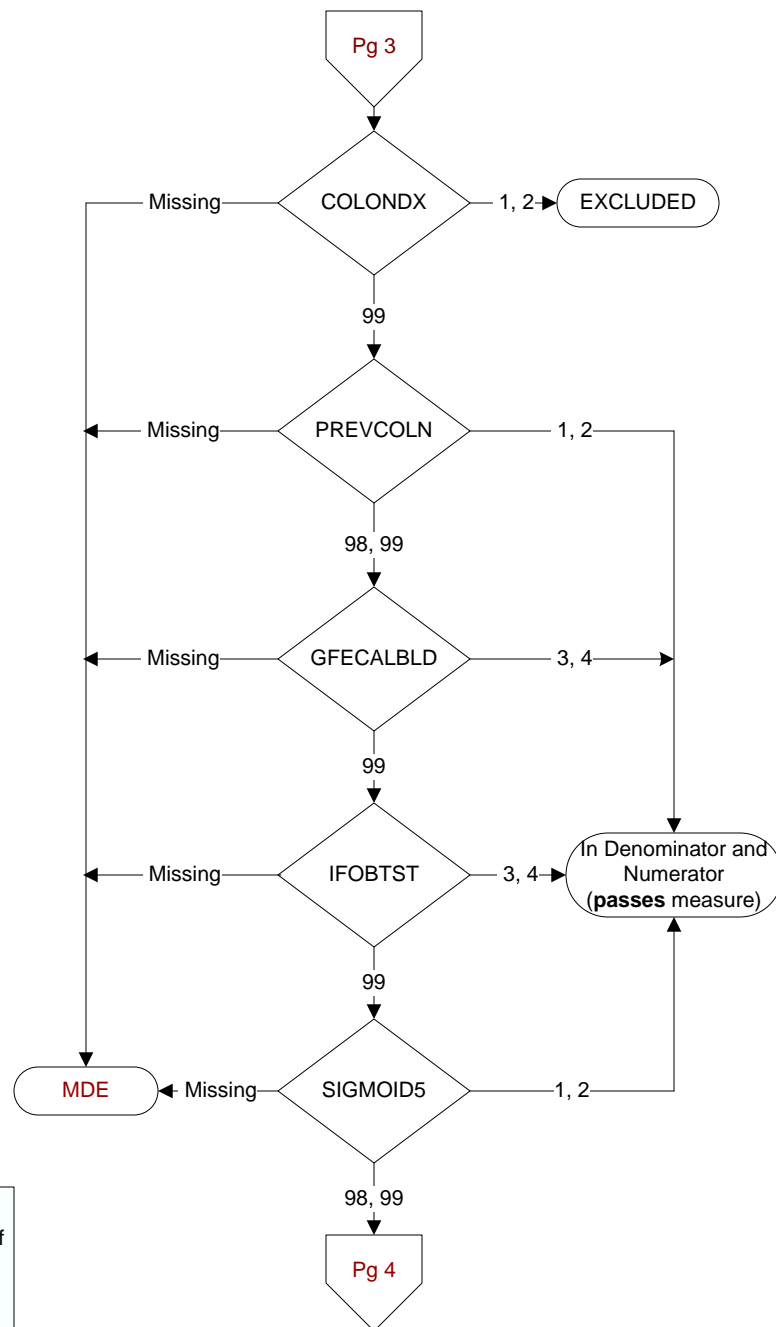 Pg 3
Missing
COLONDX
1, 2
EXCLUDED
99
Missing
PREVCOLN
1, 2
98, 99
Missing
GFECALBLD
3, 4
99
Missing
IFOBTST
3, 4
In Denominator and
Numerator
(passes measure)
99
MDE
Missing
SIGMOID5
1, 2
98, 99
f
Pg 4